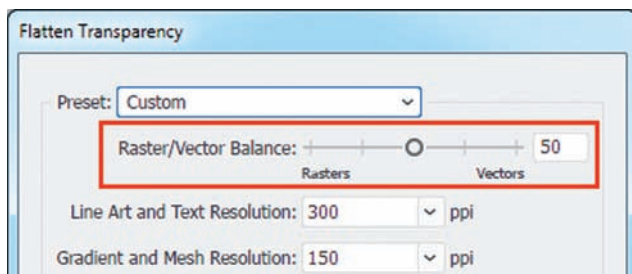 Flatten Transparency
Preset: Custom
Raster/Vector Balance: 50
Rasters Vectors
Line Art and Text Resolution: 300 ppi
Gradient and Mesh Resolution: 150 ppi